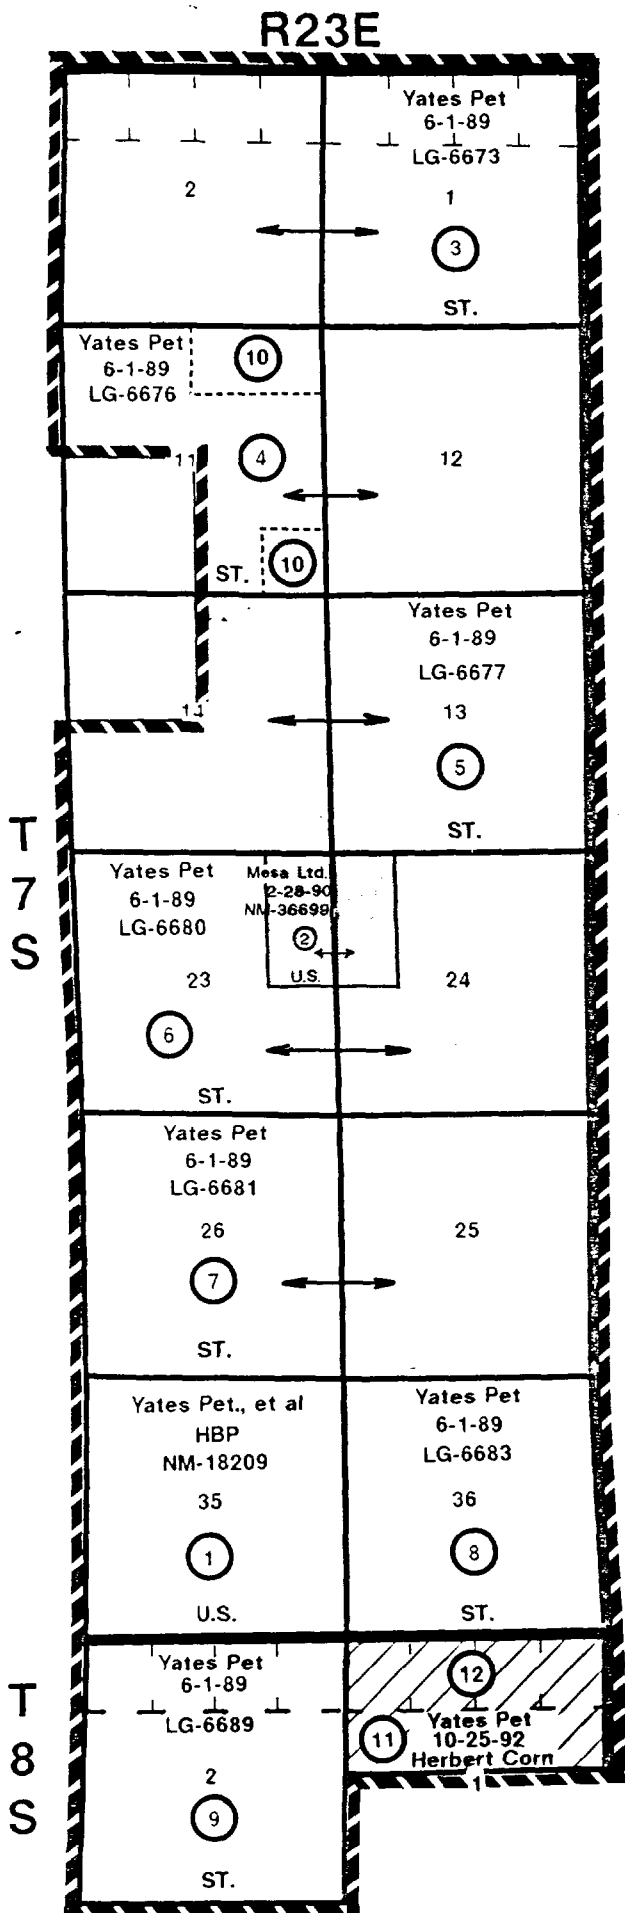 R23E
Yates Pet
6-1-89
LG-6673
2
1
3
ST.
Yates Pet
6-1-89
LG-6676
10
11
4
12
10
ST.
Yates Pet
6-1-89
LG-6677
14
13
5
ST.
T
7
S
Yates Pet
6-1-89
LG-6680
Mesa Ltd.
2-28-90
NM-36699
2
U.S.
23
24
6
ST.
Yates Pet
6-1-89
LG-6681
26
25
7
ST.
Yates Pet., et al
HBP
NM-18209
35
1
U.S.
Yates Pet
6-1-89
LG-6683
36
8
ST.
T
8
S
Yates Pet
6-1-89
LG-6689
2
9
ST.
12
11
Yates Pet
10-25-92
Herbert Corn
1